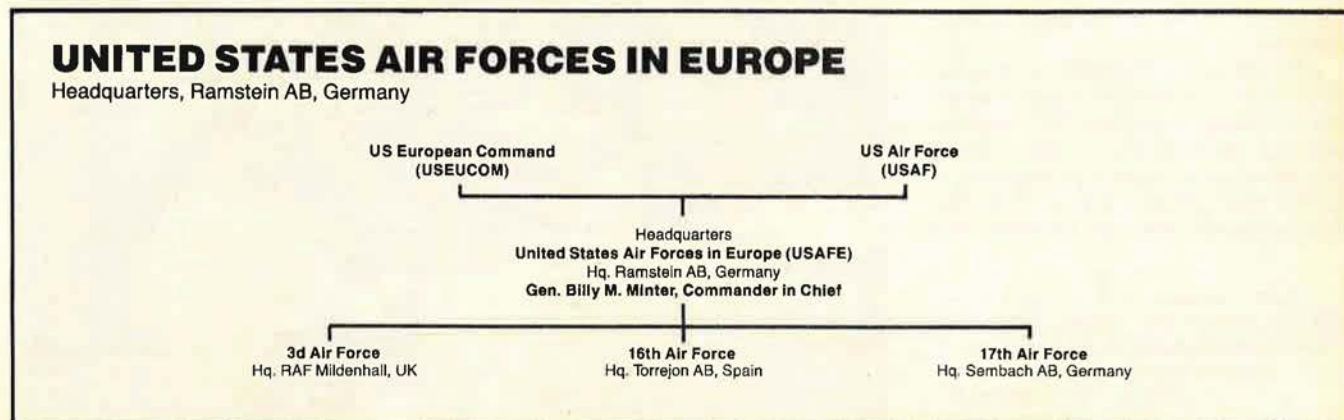 UNITED STATES AIR FORCES IN EUROPE
Headquarters, Ramstein AB, Germany
US European Command
(USEUCOM)
US Air Force
(USAF)
Headquarters
United States Air Forces in Europe (USAFE)
Hq. Ramstein AB, Germany
Gen. Billy M. Minter, Commander in Chief
3d Air Force
Hq. RAF Mildenhall, UK
16th Air Force
Hq. Torrejon AB, Spain
17th Air Force
Hq. Sembach AB, Germany